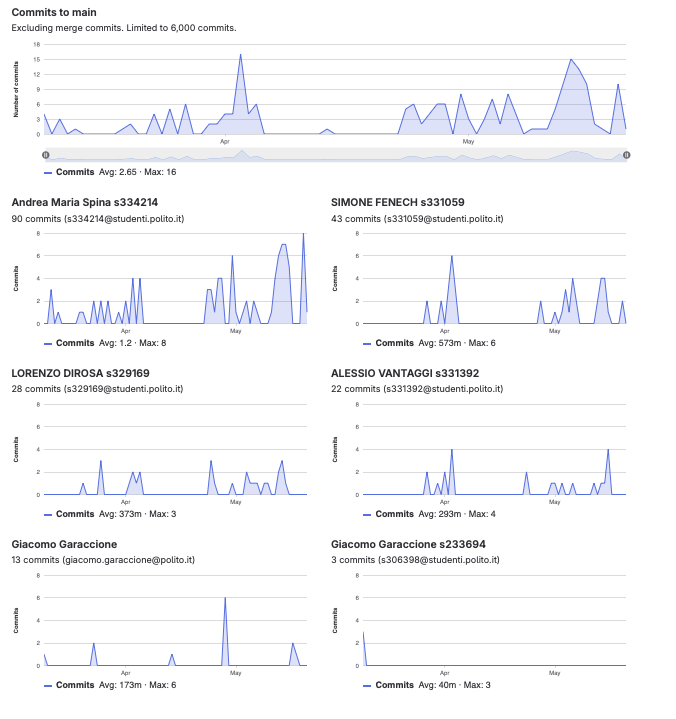 Commits to main
Excluding merge commits. Limited to 6,000 commits.
Number of commits
18
15
12
9
6
3
0
Apr
May
Commits Avg: 2.65 · Max: 16
Andrea Maria Spina s334214
90 commits (s334214@studenti.polito.it)
Commits
8
6
4
2
0
Apr
May
Commits Avg: 1.2 · Max: 8
SIMONE FENECH s331059
43 commits (s331059@studenti.polito.it)
Commits
8
6
4
2
0
Apr
May
Commits Avg: 573m · Max: 6
LORENZO DIROSA s329169
28 commits (s329169@studenti.polito.it)
Commits
8
6
4
2
0
Apr
May
Commits Avg: 373m · Max: 3
ALESSIO VANTAGGI s331392
22 commits (s331392@studenti.polito.it)
Commits
8
6
4
2
0
Apr
May
Commits Avg: 293m · Max: 4
Giacomo Garaccione
13 commits (giacomo.garaccione@polito.it)
Commits
8
6
4
2
0
Apr
May
Commits Avg: 173m · Max: 6
Giacomo Garaccione s233694
3 commits (s306398@studenti.polito.it)
Commits
8
6
4
2
0
Apr
May
Commits Avg: 40m · Max: 3